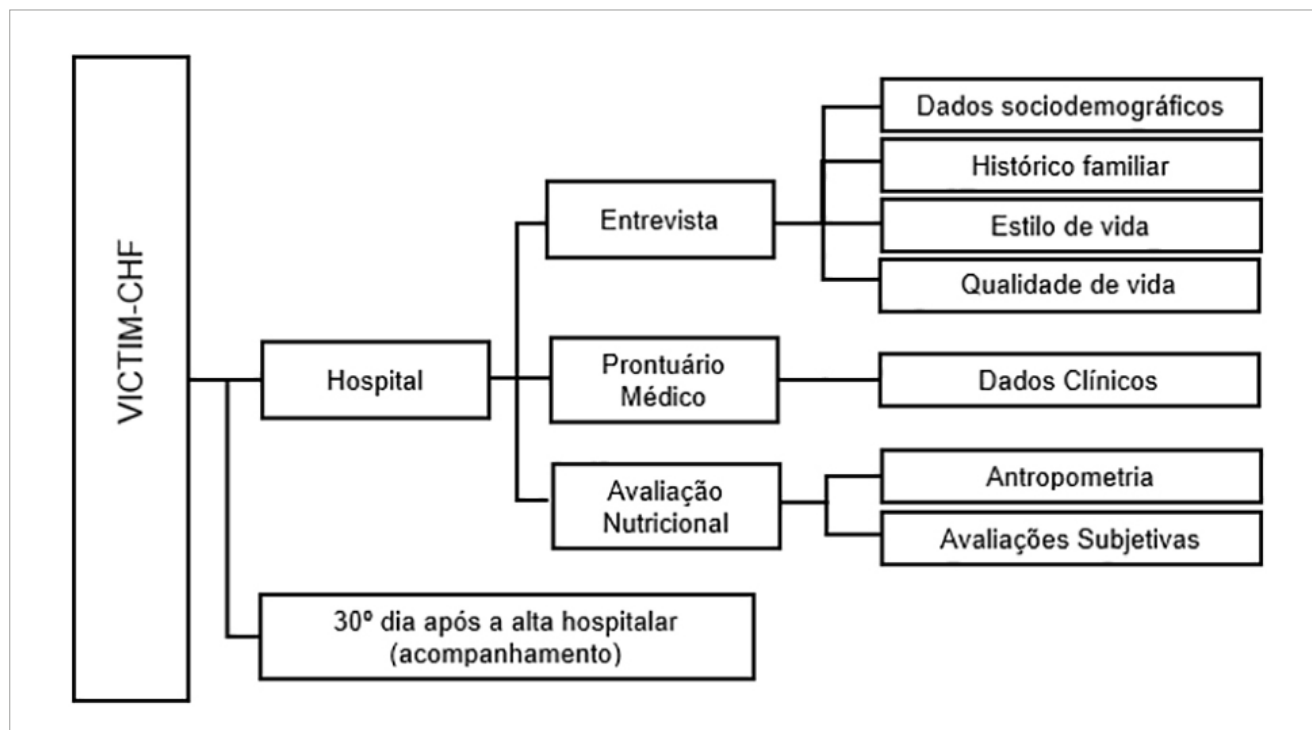 VICTIM-CHF
Hospital
Entrevista
Dados sociodemográficos
Histórico familiar
Estilo de vida
Qualidade de vida
Prontuário
Médico
Dados Clínicos
Avaliação
Nutricional
Antropometria
Avaliações Subjetivas
30º dia após a alta hospitalar
(acompanhamento)